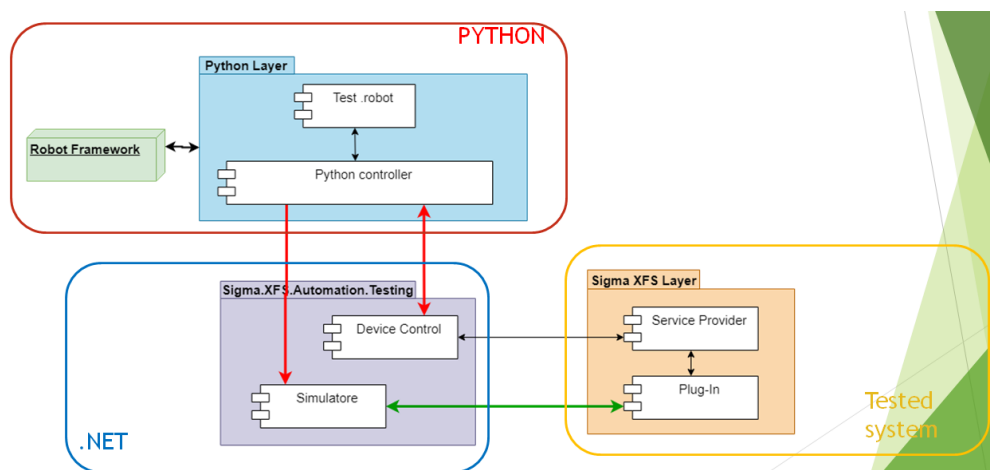 PYTHON
Python Layer
Test .robot
Robot Framework
Python controller
Sigma.XFS.Automation.Testing
Sigma XFS Layer
Device Control
Service Provider
Simulatore
Plug-In
.NET
Tested
system